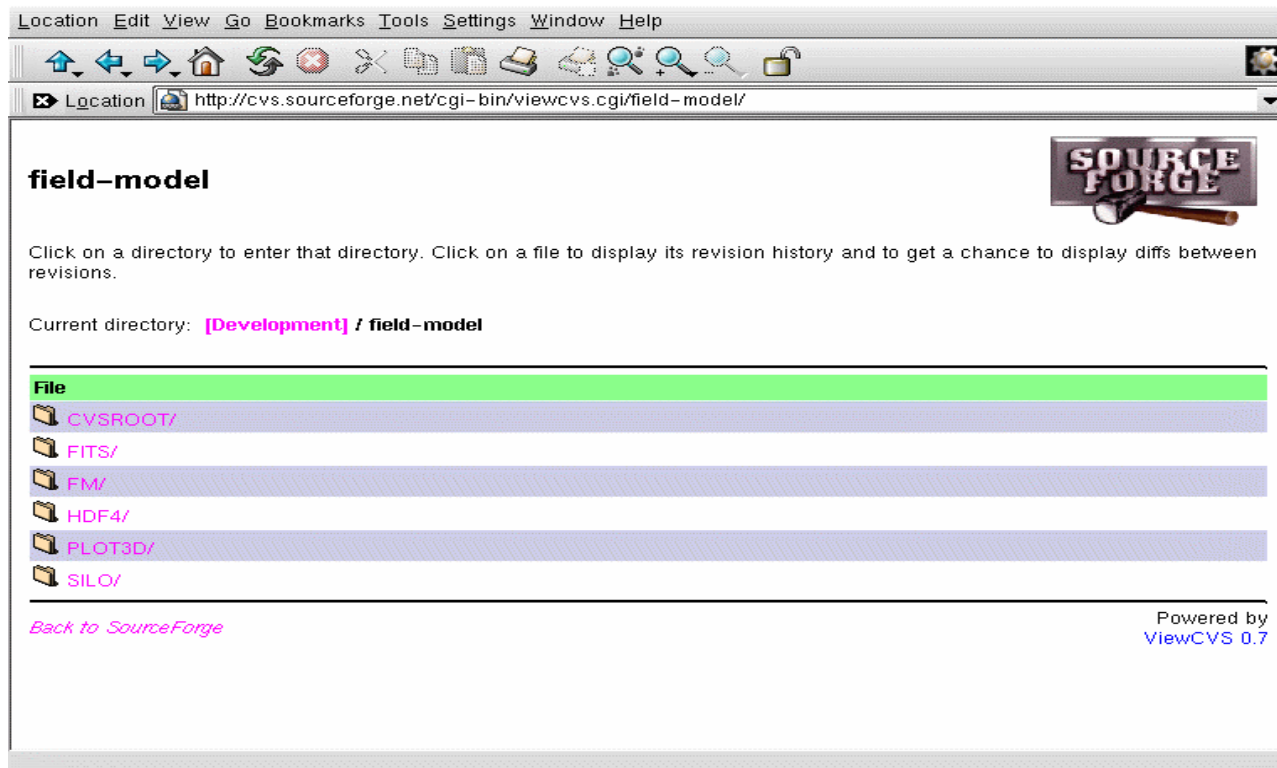 Location Edit View Go Bookmarks Tools Settings Window Help
Location http://cvs.sourceforge.net/cgi-bin/viewcvs.cgi/field-model/
SOURCE
FORGE
field-model
Click on a directory to enter that directory. Click on a file to display its revision history and to get a chance to display diffs between
revisions.
Current directory: [Development] / field-model
File
CVSROOT/
FITS/
FM/
HDF4/
PLOT3D/
SILO/
Back to SourceForge
Powered by
ViewCVS 0.7